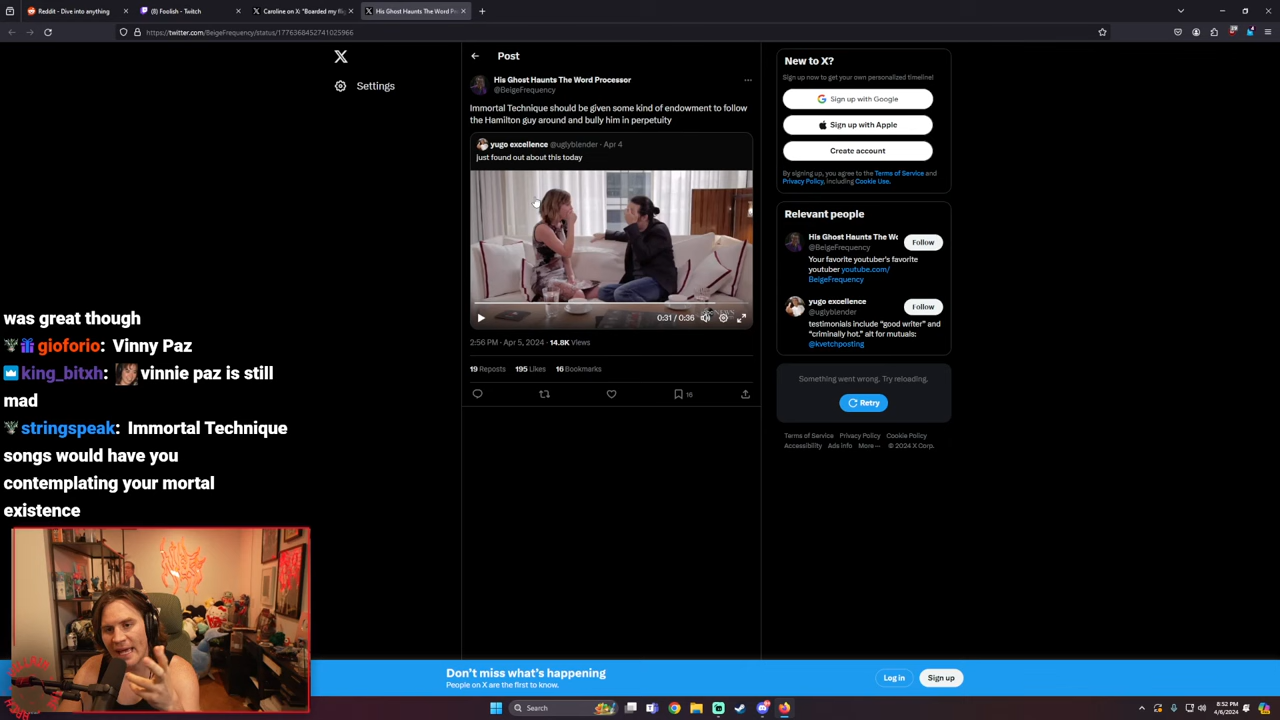 Reddit - Dive into anything
(8) Foolish - Twitch
Caroline on X: "Boarded my fli
His Ghost Haunts The Word Pro
https://twitter.com/BeigeFrequency/status/1776368452741025966
Settings
Post
His Ghost Haunts The Word Processor
@BeigeFrequency
Immortal Technique should be given some kind of endowment to follow
the Hamilton guy around and bully him in perpetuity
yugo excellence @uglyblender · Apr 4
just found out about this today
0:31 / 0:36
2:56 PM · Apr 5, 2024 · 14.8K Views
19 Reposts 195 Likes 16 Bookmarks
16
New to X?
Sign up now to get your own personalized timeline!
Sign up with Google
Sign up with Apple
Create account
By signing up, you agree to the Terms of Service and
Privacy Policy, including Cookie Use.
Relevant people
His Ghost Haunts The Wo
@BeigeFrequency
Follow
Your favorite youtuber's favorite
youtuber youtube.com/
BeigeFrequency
yugo excellence
@uglyblender
Follow
testimonials include "good writer" and
"criminally hot." alt for mutuals:
@kvetchposting
Something went wrong. Try reloading.
Retry
Terms of Service Privacy Policy Cookie Policy
Accessibility Ads info More ··· © 2024 X Corp.
was great though
gioforio: Vinny Paz
king_bitxh: vinnie paz is still
mad
stringspeak: Immortal Technique
songs would have you
contemplating your mortal
existence
Don't miss what's happening
People on X are the first to know.
Log in
Sign up
Search
8:52 PM
4/6/2024